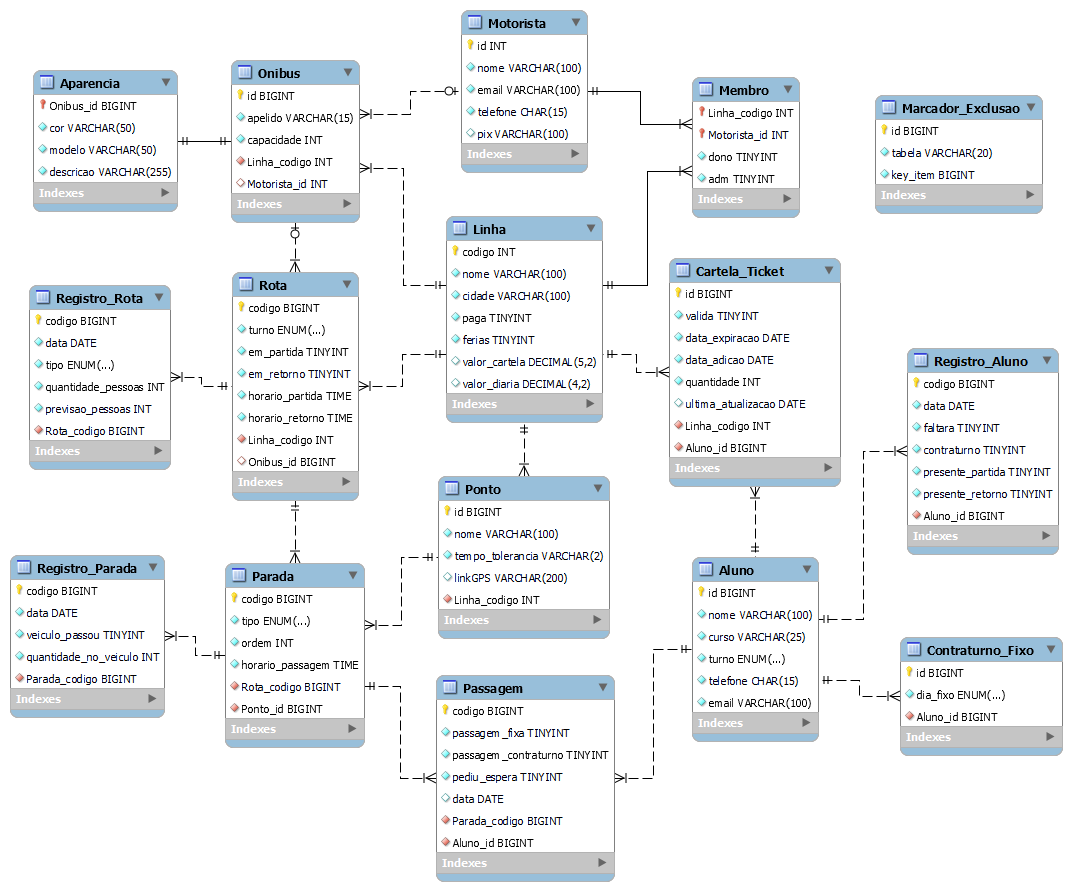 Motorista
id INT
nome VARCHAR(100)
email VARCHAR(100)
telefone CHAR(15)
pix VARCHAR(100)
Indexes
Aparencia
Onibus_id BIGINT
cor VARCHAR(50)
modelo VARCHAR(50)
descricao VARCHAR(255)
Indexes
Onibus
id BIGINT
apelido VARCHAR(15)
capacidade INT
Linha_codigo INT
Motorista_id INT
Indexes
Membro
Linha_codigo INT
Motorista_id INT
dono TINYINT
adm TINYINT
Indexes
Marcador_Exclusao
id BIGINT
tabela VARCHAR(20)
key_item BIGINT
Indexes
Linha
codigo INT
nome VARCHAR(100)
cidade VARCHAR(100)
paga TINYINT
ferias TINYINT
valor_cartela DECIMAL(5,2)
valor_diaria DECIMAL(4,2)
Indexes
Cartela_Ticket
id BIGINT
valida TINYINT
data_expiracao DATE
data_adicao DATE
quantidade INT
ultima_atualizacao DATE
Linha_codigo INT
Aluno_id BIGINT
Indexes
Registro_Rota
codigo BIGINT
data DATE
tipo ENUM(...)
quantidade_pessoas INT
previsao_pessoas INT
Rota_codigo BIGINT
Indexes
Rota
codigo BIGINT
turno ENUM(...)
em_partida TINYINT
em_retorno TINYINT
horario_partida TIME
horario_retorno TIME
Linha_codigo INT
Onibus_id BIGINT
Indexes
Registro_Aluno
codigo BIGINT
data DATE
faltara TINYINT
contraturno TINYINT
presente_partida TINYINT
presente_retorno TINYINT
Aluno_id BIGINT
Indexes
Ponto
id BIGINT
nome VARCHAR(100)
tempo_tolerancia VARCHAR(2)
linkGPS VARCHAR(200)
Linha_codigo INT
Indexes
Registro_Parada
codigo BIGINT
data DATE
veiculo_passou TINYINT
quantidade_no_veiculo INT
Parada_codigo BIGINT
Indexes
Parada
codigo BIGINT
tipo ENUM(...)
ordem INT
horario_passagem TIME
Rota_codigo BIGINT
Ponto_id BIGINT
Indexes
Aluno
id BIGINT
nome VARCHAR(100)
curso VARCHAR(25)
turno ENUM(...)
telefone CHAR(15)
email VARCHAR(100)
Indexes
Contraturno_Fixo
id BIGINT
dia_fixo ENUM(...)
Aluno_id BIGINT
Indexes
Passagem
codigo BIGINT
passagem_fixa TINYINT
passagem_contraturno TINYINT
pediu_espera TINYINT
data DATE
Parada_codigo BIGINT
Aluno_id BIGINT
Indexes